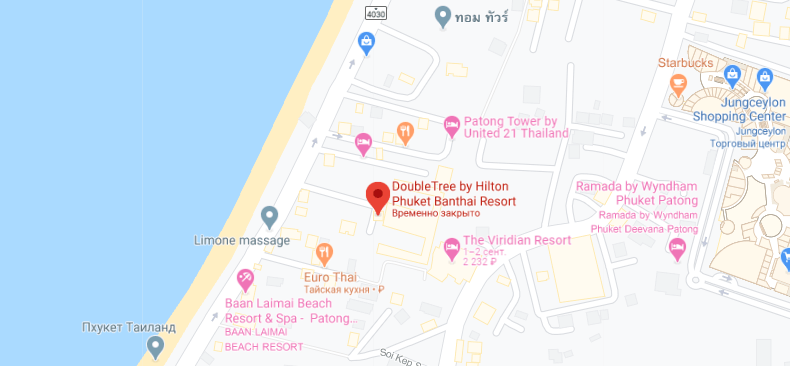 4030
ทอม ทัวร์
Starbucks
Jungceylon
Shopping Center
Jungceylon
Торговый центр
Patong Tower by
United 21 Thailand
DoubleTree by Hilton
Phuket Banthai Resort
Временно закрыто
Ramada by Wyndham
Phuket Patong
Ramada by Wyndham
Phuket Deevana Patong
Limone massage
The Viridian Resort
1–2 сент.
2 232 ₽
Euro Thai
Тайская кухня • ₽
Baan Laimai Beach
Resort & Spa - Patong...
BAAN LAIMAI
BEACH RESORT
Пхукет Таиланд
Soi Kep S